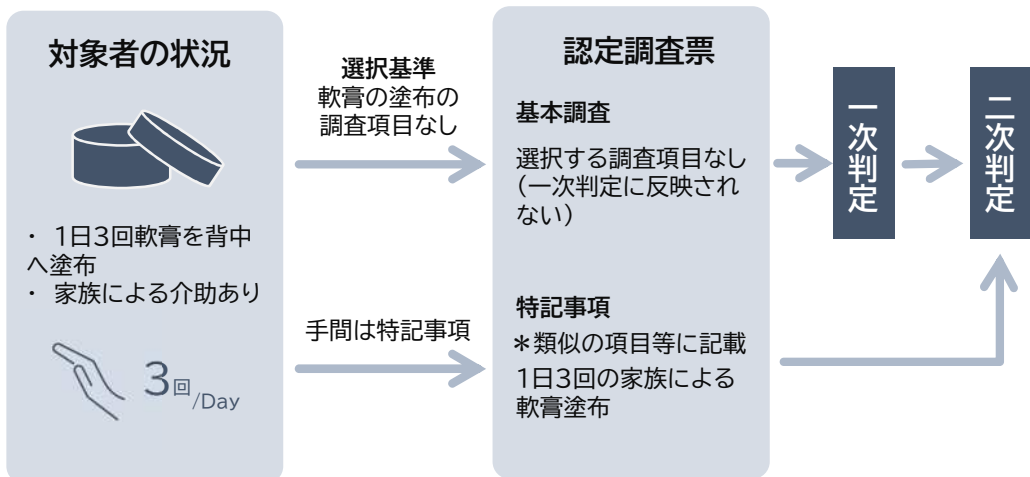 対象者の状況
・ 1日3回軟膏を背中
へ塗布
・ 家族による介助あり
3回/Day
選択基準
軟膏の塗布の
調査項目なし
手間は特記事項
認定調査票
基本調査
選択する調査項目なし
(一次判定に反映され
ない)
特記事項
＊類似の項目等に記載
1日3回の家族による
軟膏塗布
一次判定
二次判定